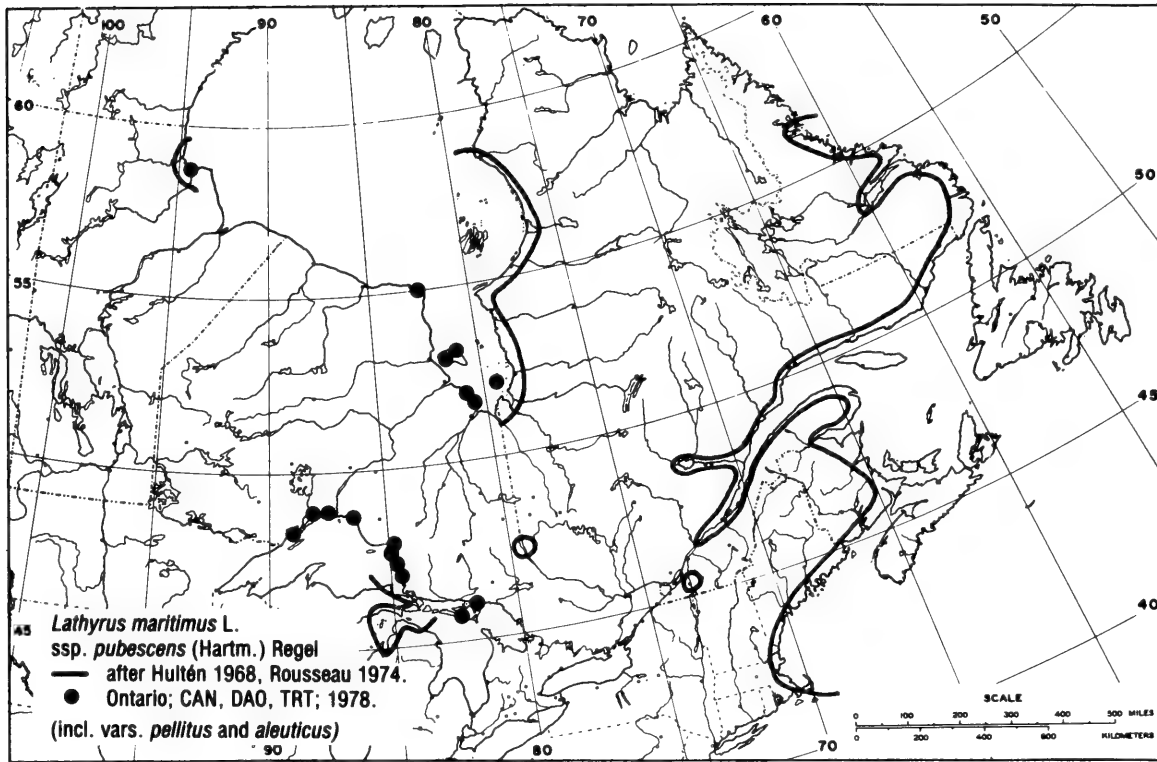 100 90 80 70 60 50
60
50
55
45
45
40
Lathyrus maritimus L.
ssp. pubescens (Hartm.) Regel
after Hultén 1968, Rousseau 1974.
Ontario; CAN, DAO, TRT; 1978.
(incl. vars. pellitus and aleuticus)
SCALE
0 100 200 300 400 500 MILES
0 200 400 600 KILOMETERS
90 80 70